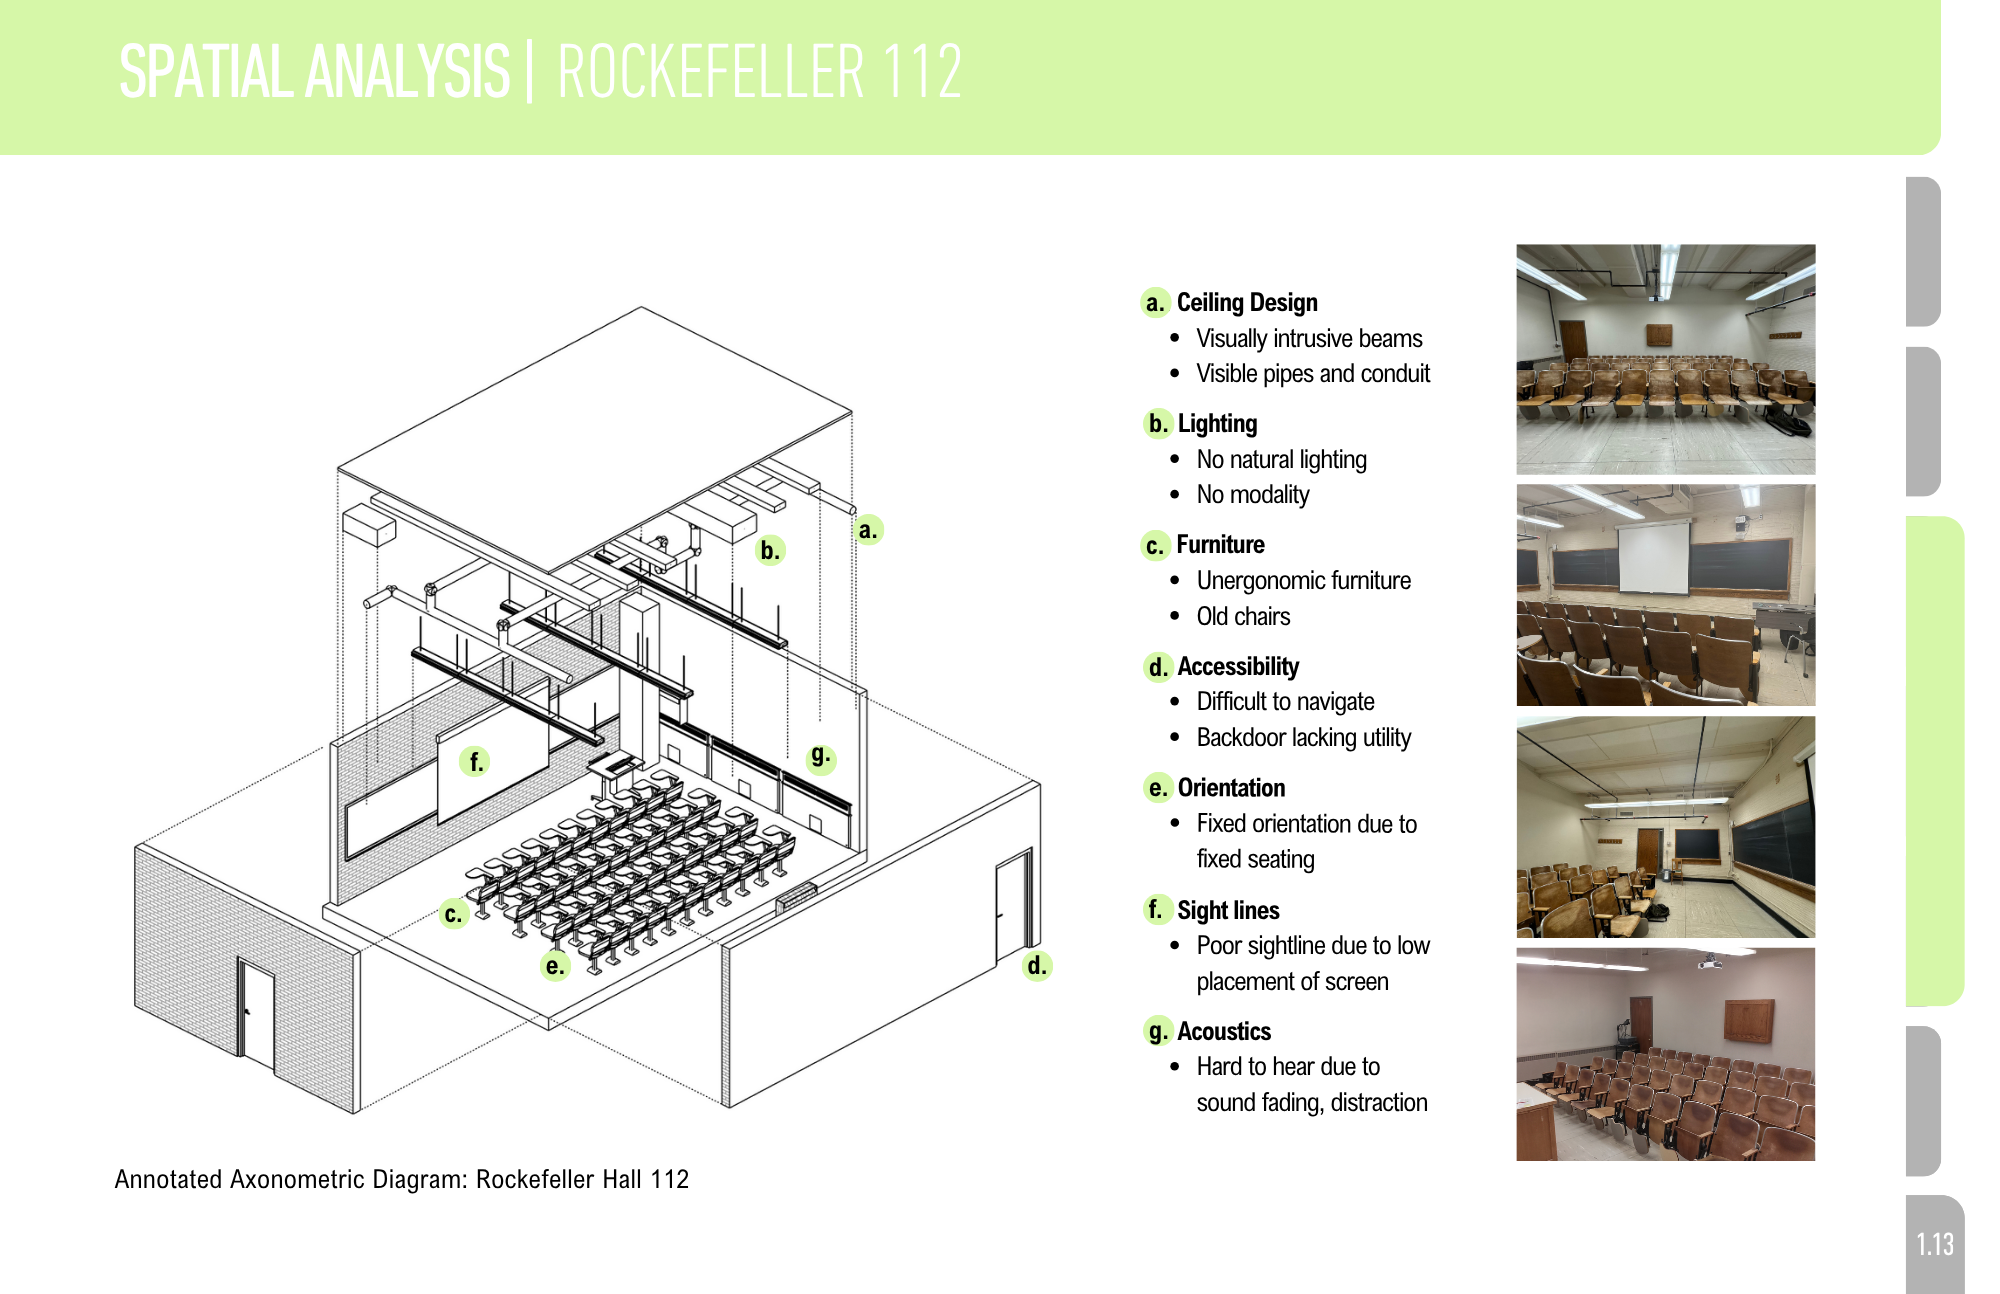 SPATIAL ANALYSIS | ROCKEFELLER 112
a. Ceiling Design
• Visually intrusive beams
• Visible pipes and conduit
b. Lighting
• No natural lighting
• No modality
c. Furniture
• Unergonomic furniture
• Old chairs
d. Accessibility
• Difficult to navigate
• Backdoor lacking utility
e. Orientation
• Fixed orientation due to
fixed seating
f. Sight lines
• Poor sightline due to low
placement of screen
g. Acoustics
• Hard to hear due to
sound fading, distraction
a.
b.
g.
f.
c.
e.
d.
Annotated Axonometric Diagram: Rockefeller Hall 112
1.13